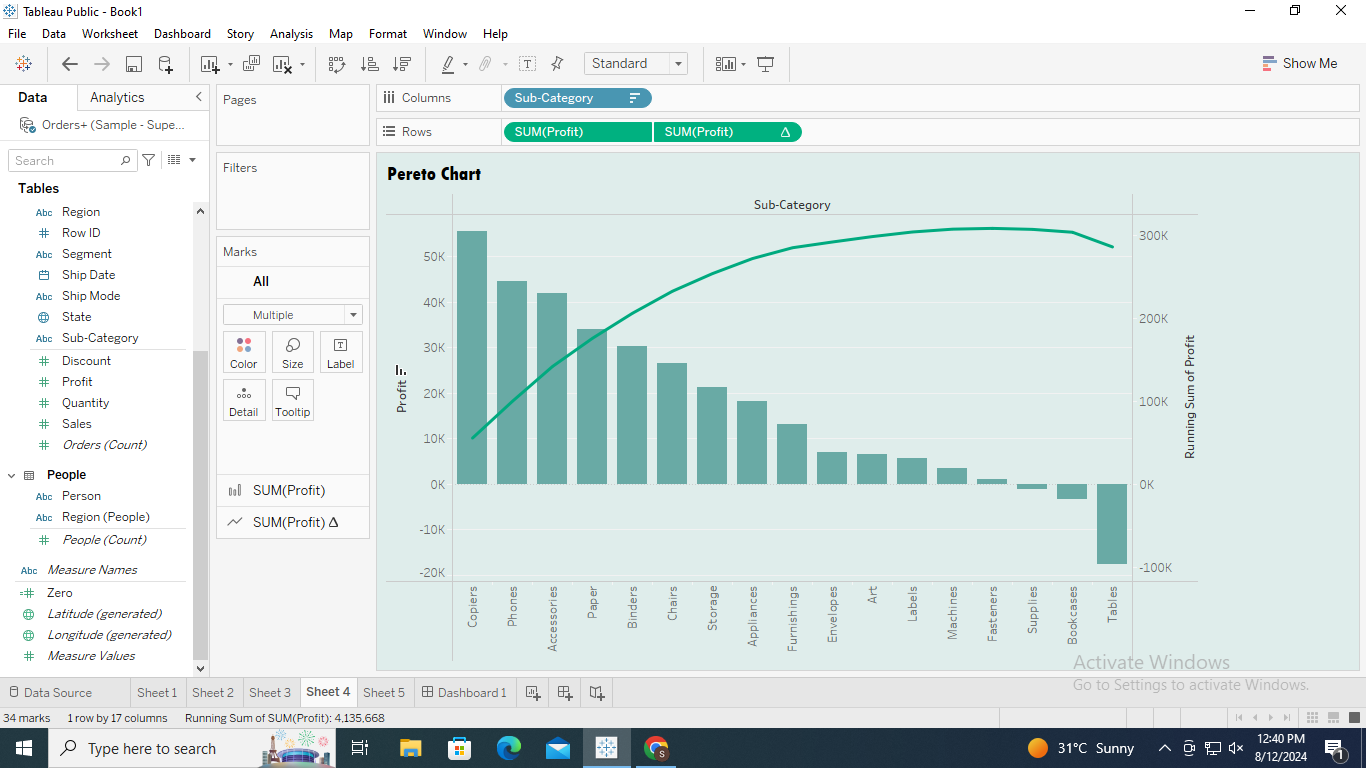 Tableau Public - Book1
File Data Worksheet Dashboard Story Analysis Map Format Window Help
Standard
Show Me
Data Analytics
Orders+ (Sample - Supe...
Search
Tables
Abc Region
# Row ID
Abc Segment
Ship Date
Abc Ship Mode
State
Abc Sub-Category
# Discount
# Profit
# Quantity
# Sales
# Orders (Count)
People
Abc Person
Abc Region (People)
# People (Count)
Abc Measure Names
=# Zero
Latitude (generated)
Longitude (generated)
# Measure Values
Pages
Filters
Marks
All
Multiple
Color Size Label
Detail Tooltip
SUM(Profit)
SUM(Profit) Δ
Columns Sub-Category
Rows SUM(Profit) SUM(Profit) Δ
Pereto Chart
Sub-Category
Profit
50K
40K
30K
20K
10K
0K
-10K
-20K
300K
200K
100K
0K
-100K
Running Sum of Profit
Copiers
Phones
Accessories
Paper
Binders
Chairs
Storage
Appliances
Furnishings
Envelopes
Art
Labels
Machines
Fasteners
Supplies
Bookcases
Tables
Activate Windows
Go to Settings to activate Windows.
Data Source Sheet 1 Sheet 2 Sheet 3 Sheet 4 Sheet 5 Dashboard 1
34 marks 1 row by 17 columns Running Sum of SUM(Profit): 4,135,668
Type here to search
S
31°C Sunny
12:40 PM
8/12/2024
1